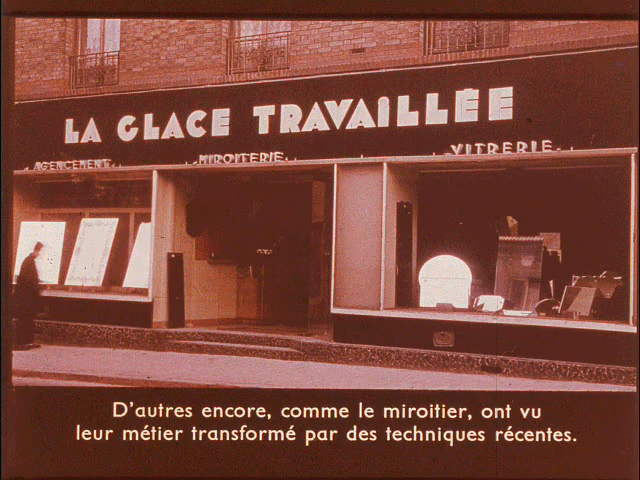 LA GLACE TRAVAILLÉE
AGENCEMENT MIROITERIE VITRERIE
D'autres encore, comme le miroitier, ont vu
leur métier transformé par des techniques récentes.